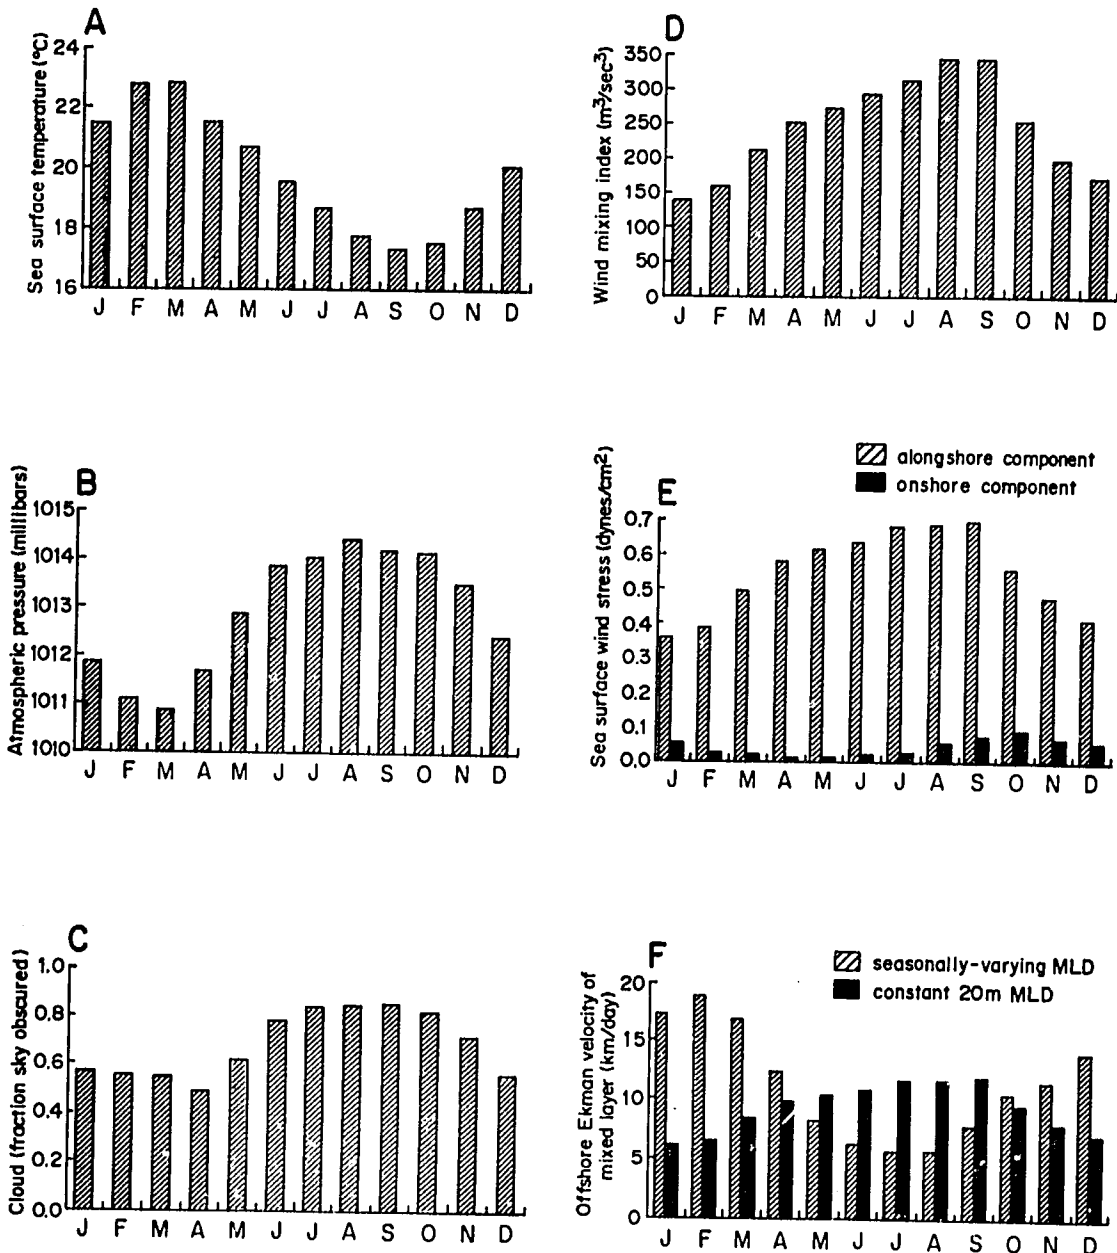 A
Sea surface temperature (°C)
24
22
20
18
16
J F M A M J J A S O N D
D
Wind mixing index (m³/sec³)
350
300
250
200
150
100
50
0
J F M A M J J A S O N D
B
Atmospheric pressure (millibars)
1015
1014
1013
1012
1011
1010
J F M A M J J A S O N D
alongshore component
onshore component
E
Sea surface wind stress (dynes/cm²)
0.7
0.6
0.5
0.4
0.3
0.2
0.1
0.0
J F M A M J J A S O N D
C
Cloud (fraction sky obscured)
1.0
0.8
0.6
0.4
0.2
0.0
J F M A M J J A S O N D
F
seasonally-varying MLD
constant 20m MLD
Offshore Ekman velocity of
mixed layer (km/day)
20
15
10
5
0
J F M A M J J A S O N D